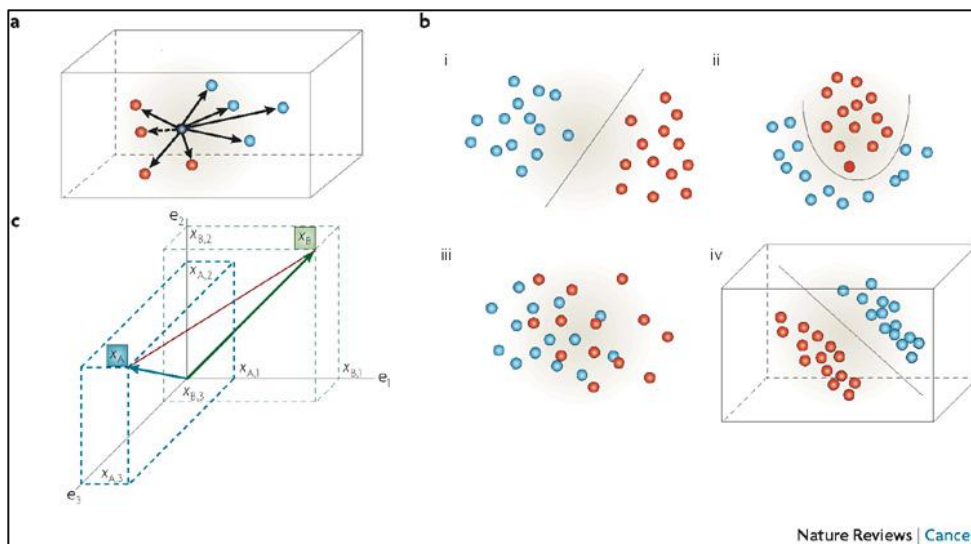 a
b
i
ii
iii
iv
c
e2
xB,2
xB
xA,2
xA
xA,1
xB,1
e1
xB,3
xA,3
e3
Nature Reviews | Cance